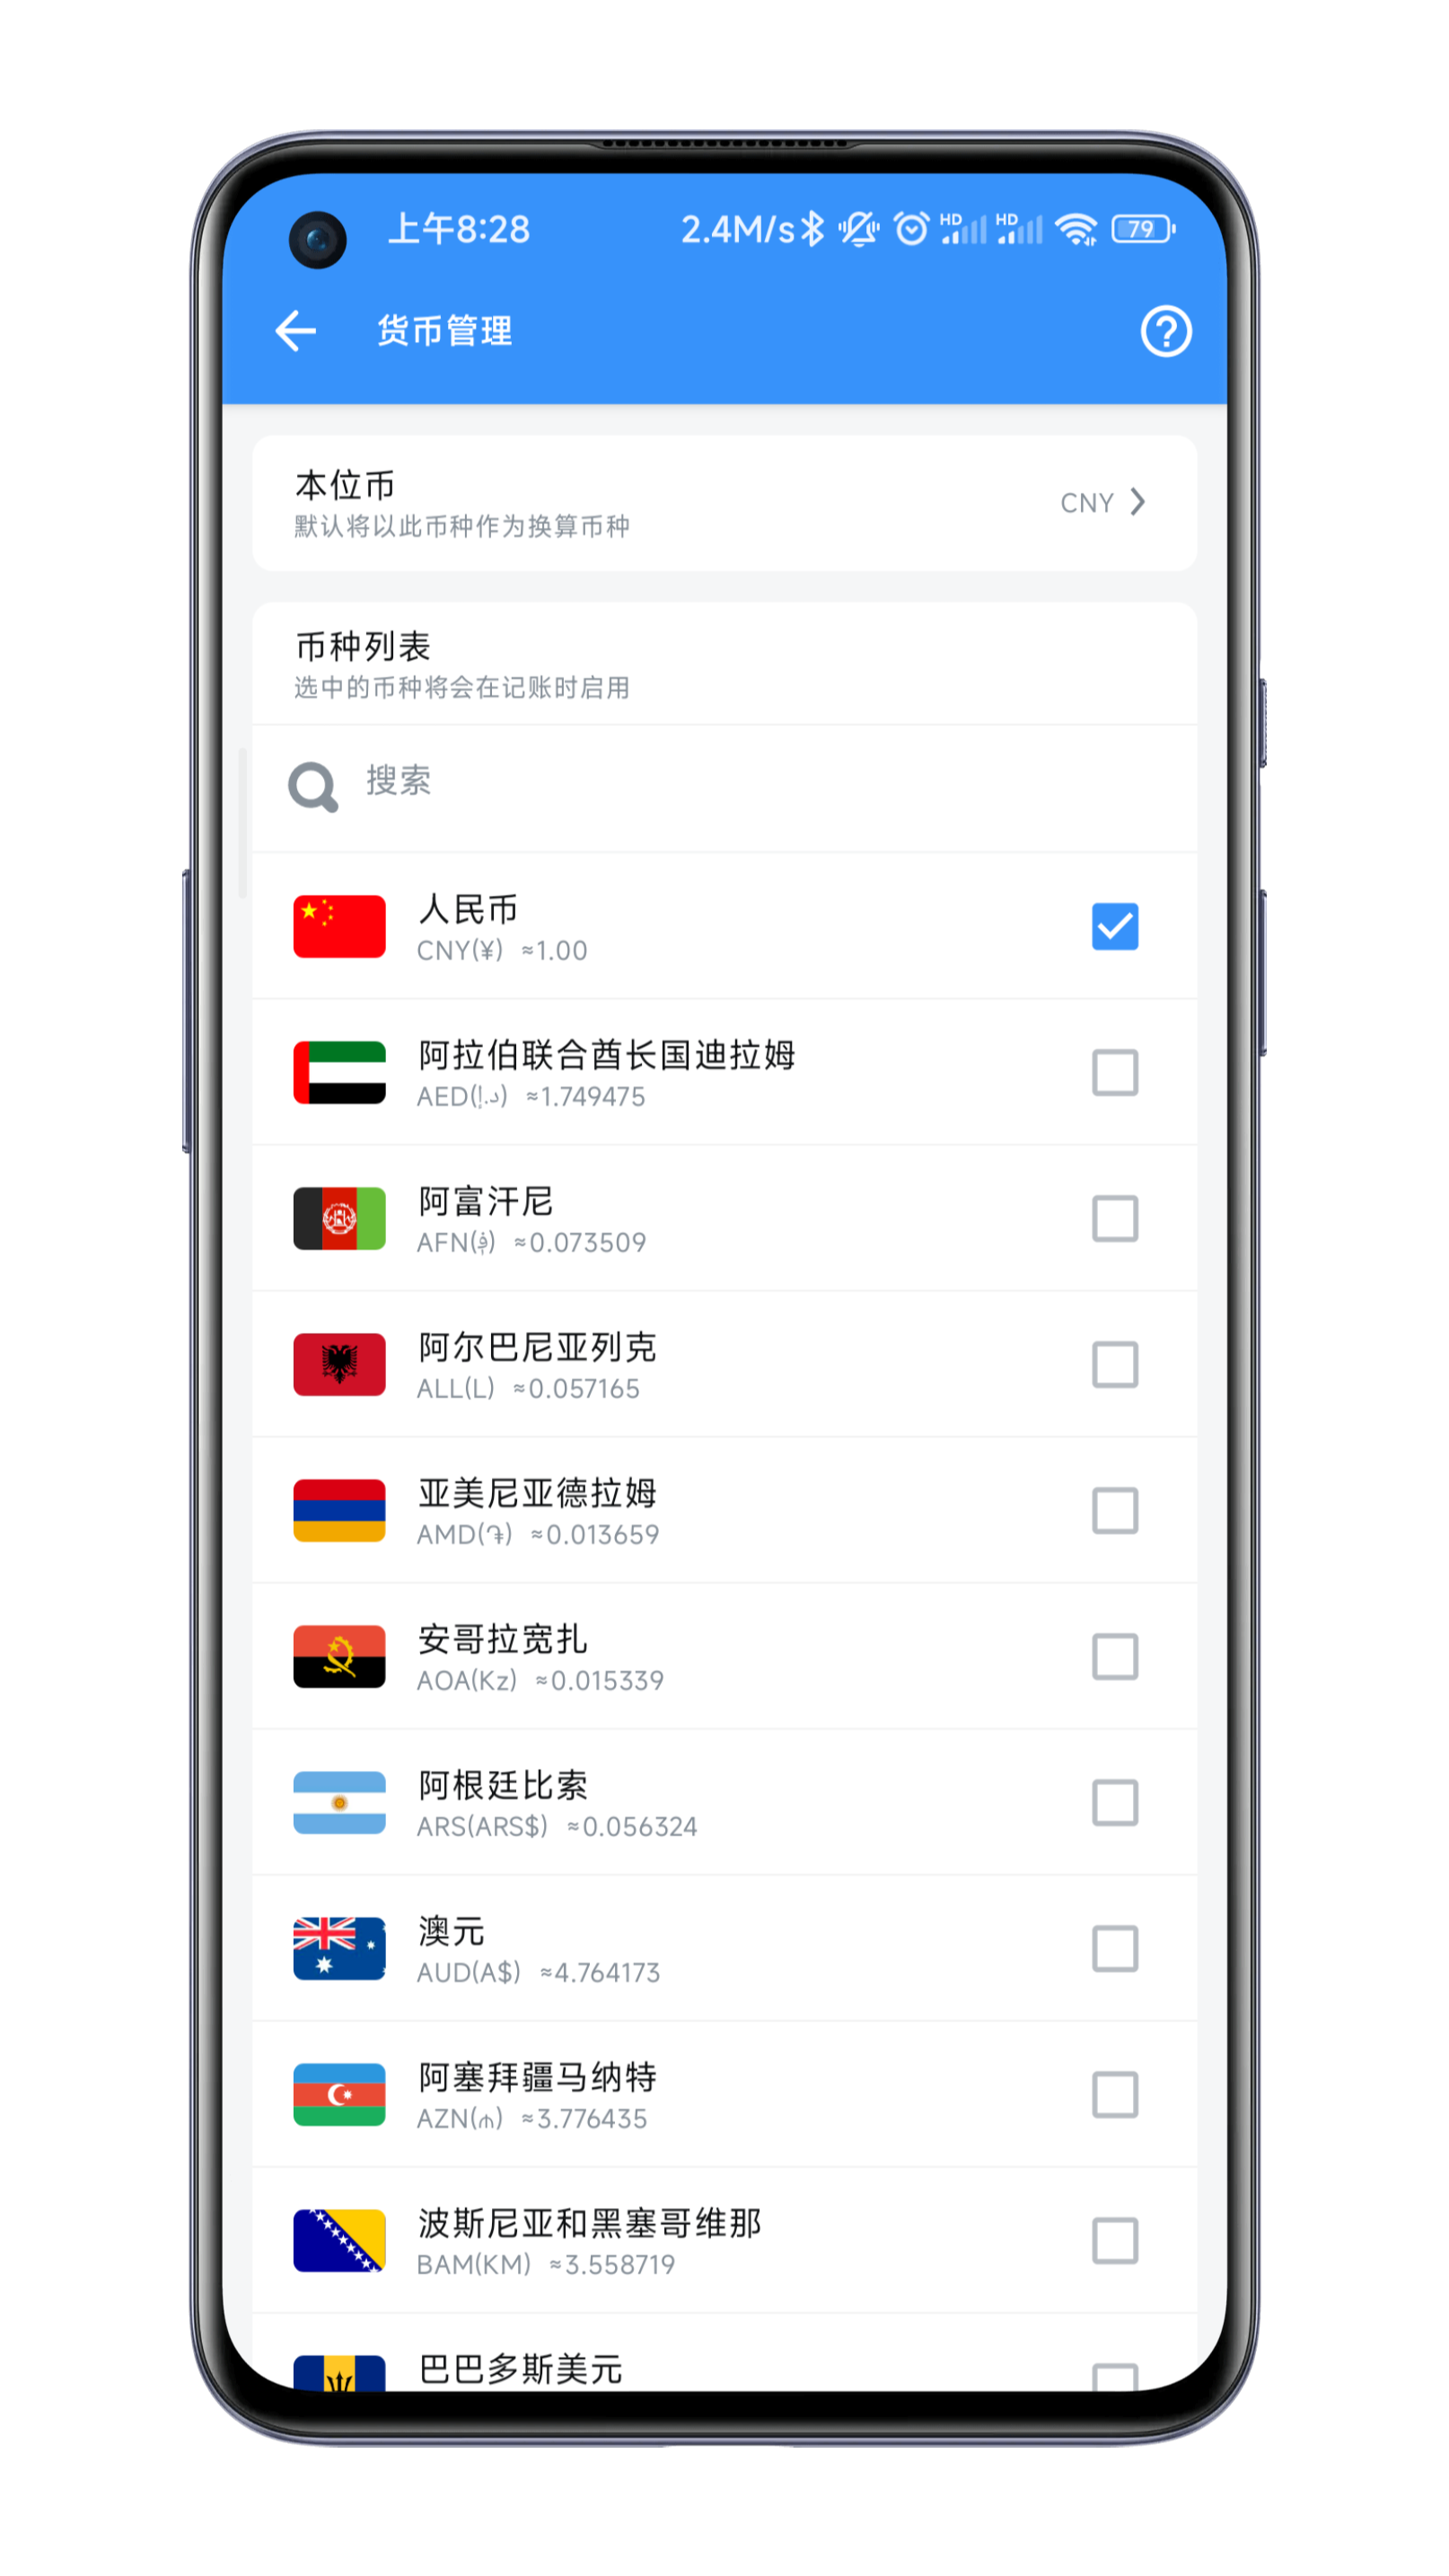 上午8:28 2.4M/s HD HD 79
货币管理
本位币
默认将以此币种作为换算币种
CNY
币种列表
选中的币种将会在记账时启用
搜索
人民币
CNY(¥) ≈1.00
阿拉伯联合酋长国迪拉姆
AED(د.إ) ≈1.749475
阿富汗尼
AFN(؋) ≈0.073509
阿尔巴尼亚列克
ALL(L) ≈0.057165
亚美尼亚德拉姆
AMD(֏) ≈0.013659
安哥拉宽扎
AOA(Kz) ≈0.015339
阿根廷比索
ARS(ARS$) ≈0.056324
澳元
AUD(A$) ≈4.764173
阿塞拜疆马纳特
AZN(₼) ≈3.776435
波斯尼亚和黑塞哥维那
BAM(KM) ≈3.558719
巴巴多斯美元